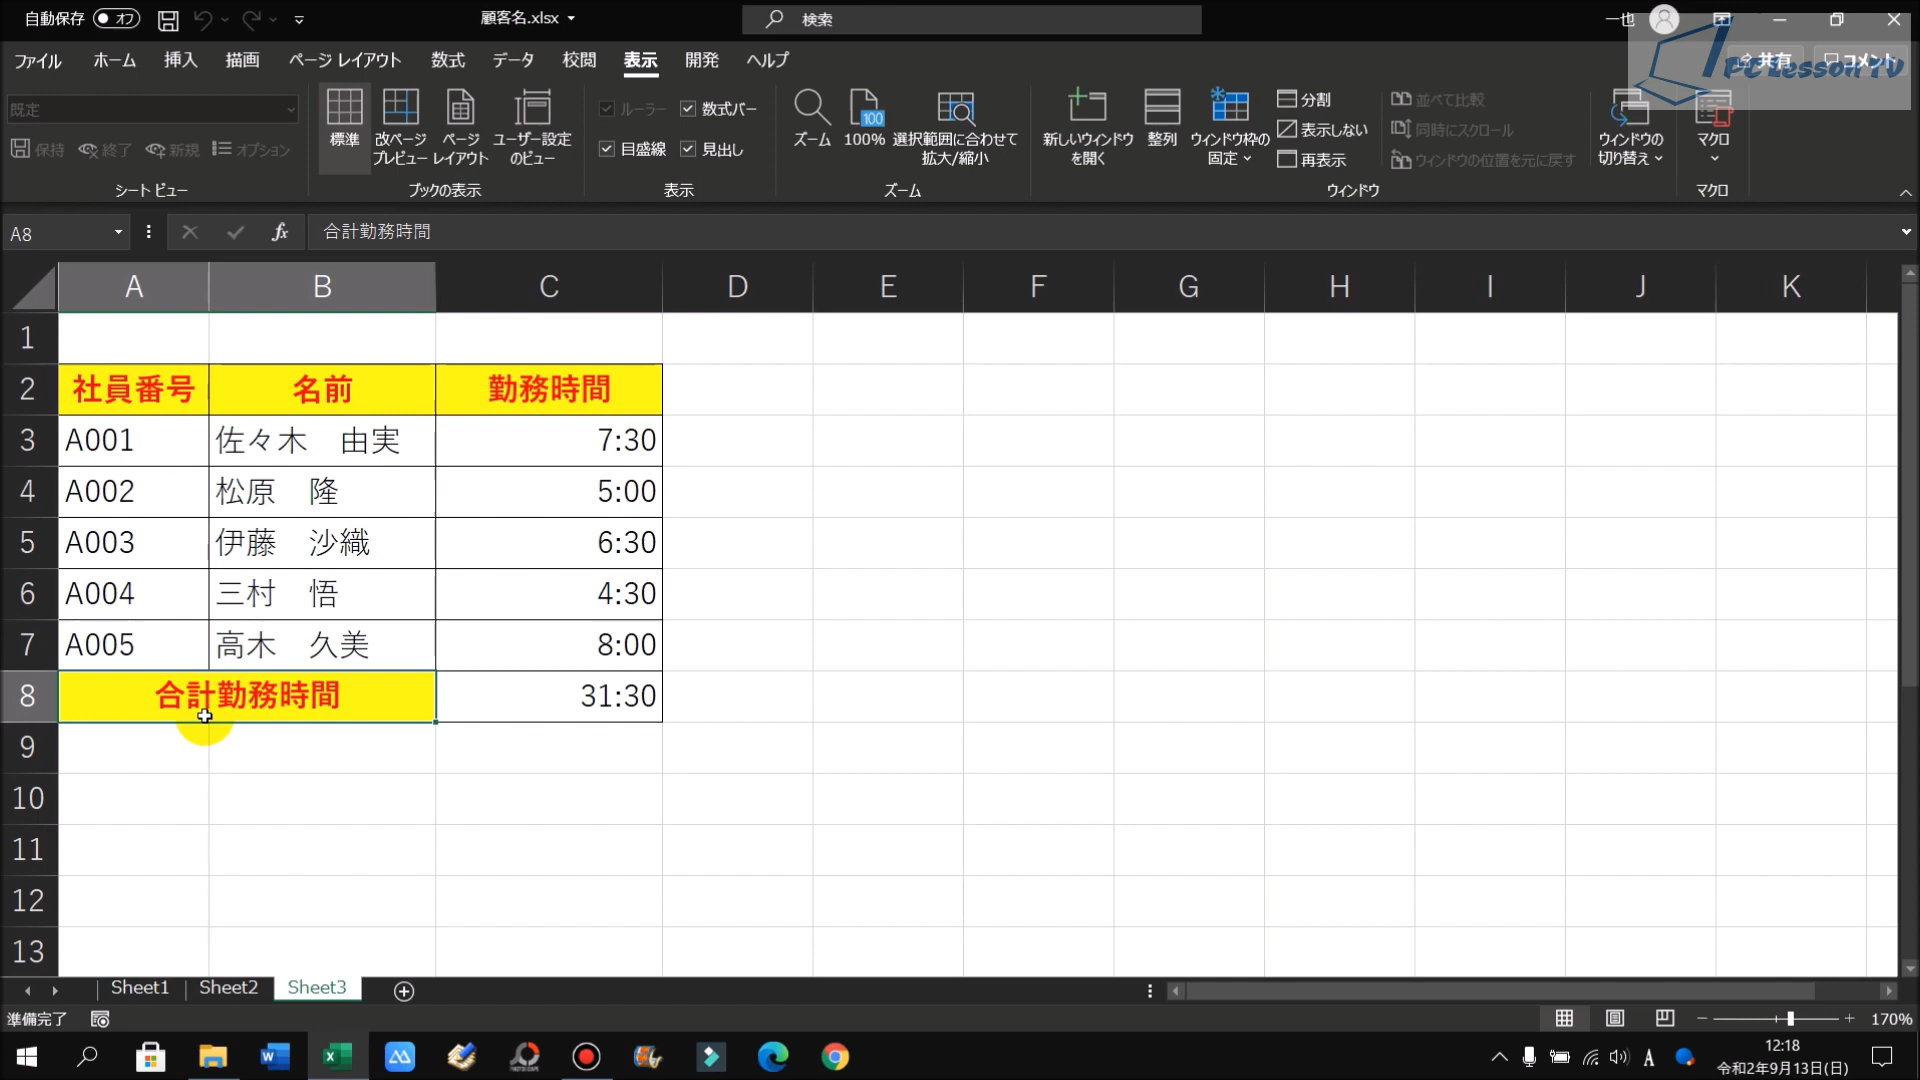 自動保存 オフ 顧客名.xlsx 検索 一也
ファイル ホーム 挿入 描画 ページ レイアウト 数式 データ 校閲 表示 開発 ヘルプ 共有 コメント
PC Lesson TV
既定
保持 終了 新規 オプション
シート ビュー
標準 改ページ プレビュー ページ レイアウト ユーザー設定 のビュー
ブックの表示
ルーラー 数式バー
目盛線 見出し
表示
ズーム 100% 選択範囲に合わせて 拡大/縮小
100
ズーム
新しいウィンドウ を開く 整列 ウィンドウ枠の 固定
分割
表示しない
再表示
並べて比較
同時にスクロール
ウィンドウの位置を元に戻す
ウィンドウの 切り替え
ウィンドウ
マクロ
マクロ
A8 fx 合計勤務時間
A B C D E F G H I J K
1
2 社員番号 名前 勤務時間
3 A001 佐々木 由実 7:30
4 A002 松原 隆 5:00
5 A003 伊藤 沙織 6:30
6 A004 三村 悟 4:30
7 A005 高木 久美 8:00
8 合計勤務時間 31:30
9
10
11
12
13
Sheet1 Sheet2 Sheet3
準備完了 170%
A 12:18
令和2年9月13日(日)